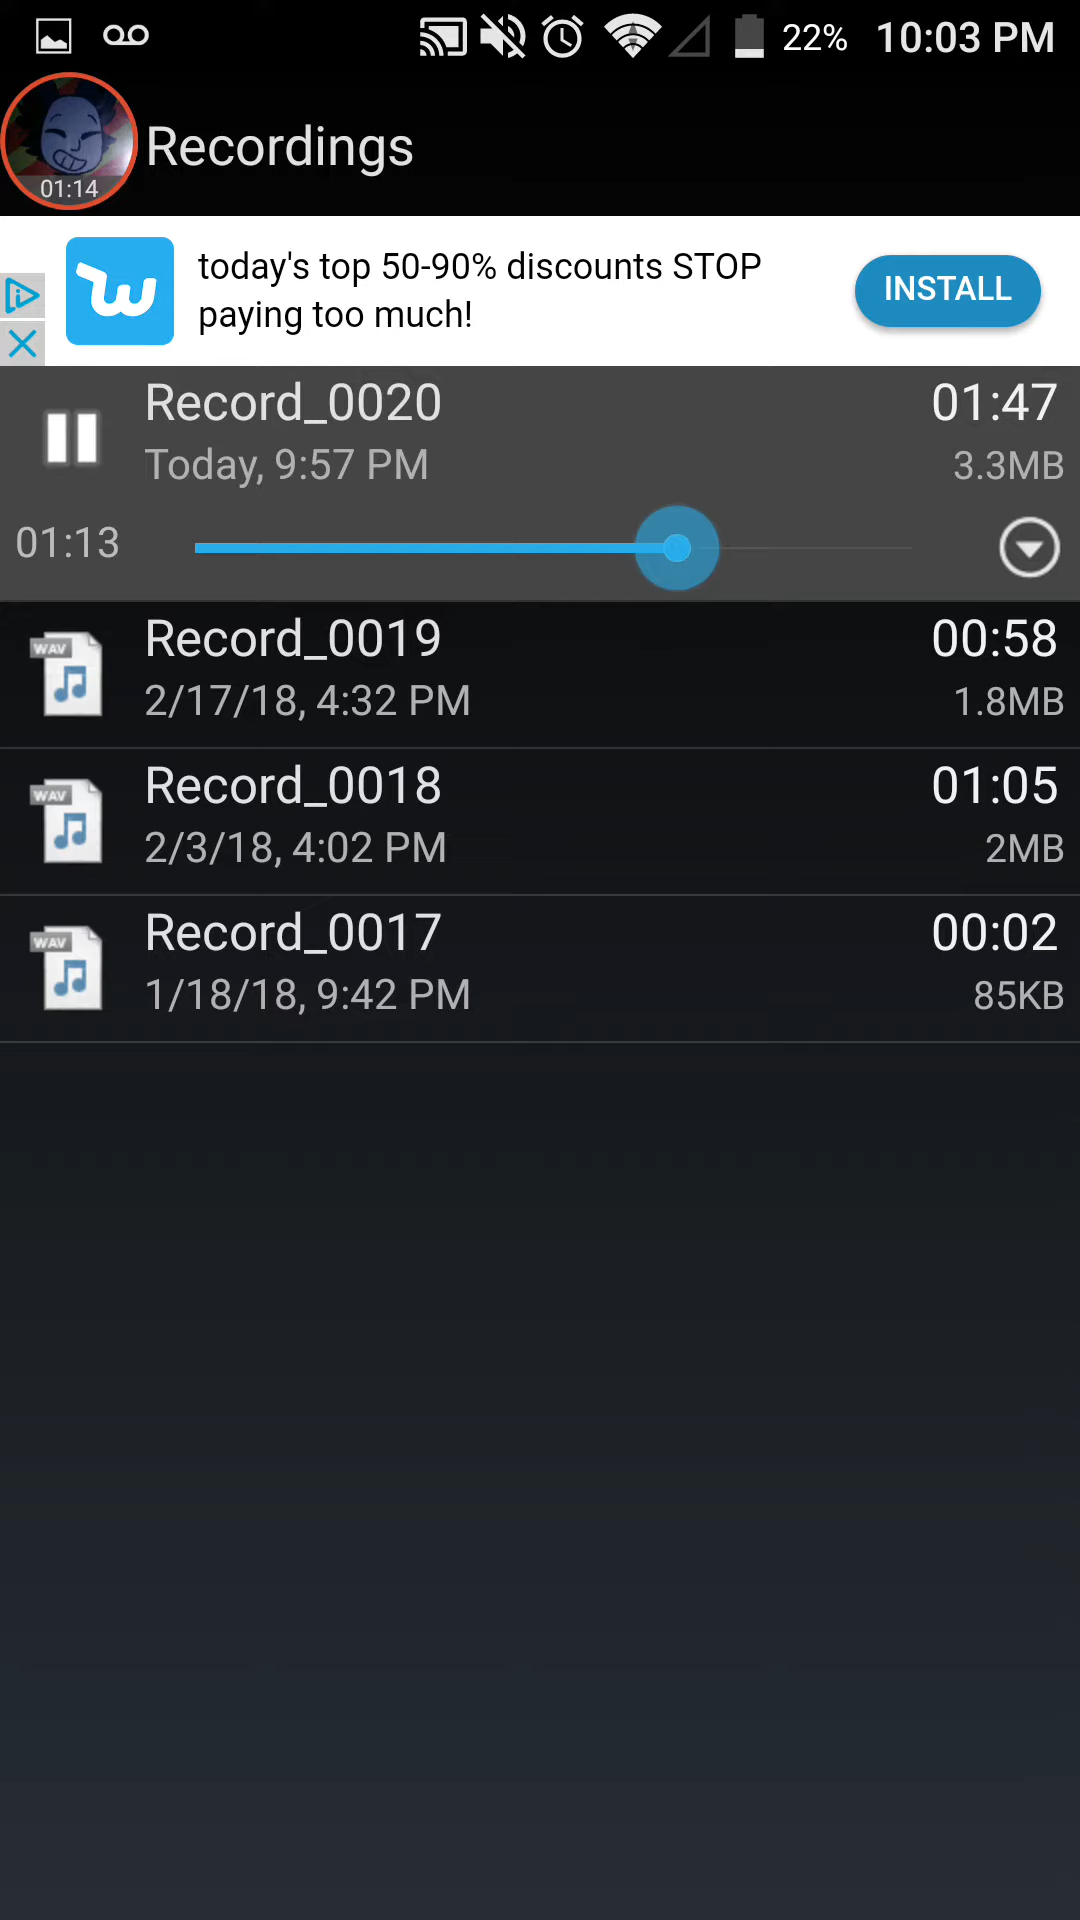 22% 10:03 PM
01:14
Recordings
today's top 50-90% discounts STOP
paying too much!
INSTALL
Record_0020 01:47
Today, 9:57 PM 3.3MB
01:13
WAV
Record_0019 00:58
2/17/18, 4:32 PM 1.8MB
WAV
Record_0018 01:05
2/3/18, 4:02 PM 2MB
WAV
Record_0017 00:02
1/18/18, 9:42 PM 85KB